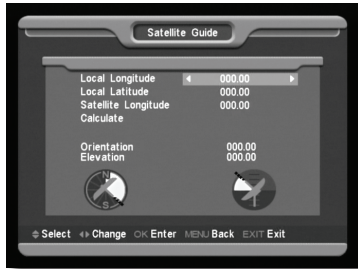 Satellite Guide
Local Longitude 000.00
Local Latitude 000.00
Satellite Longitude 000.00
Calculate
Orientation 000.00
Elevation 000.00
N
S
Select Change OK Enter MENU Back EXIT Exit